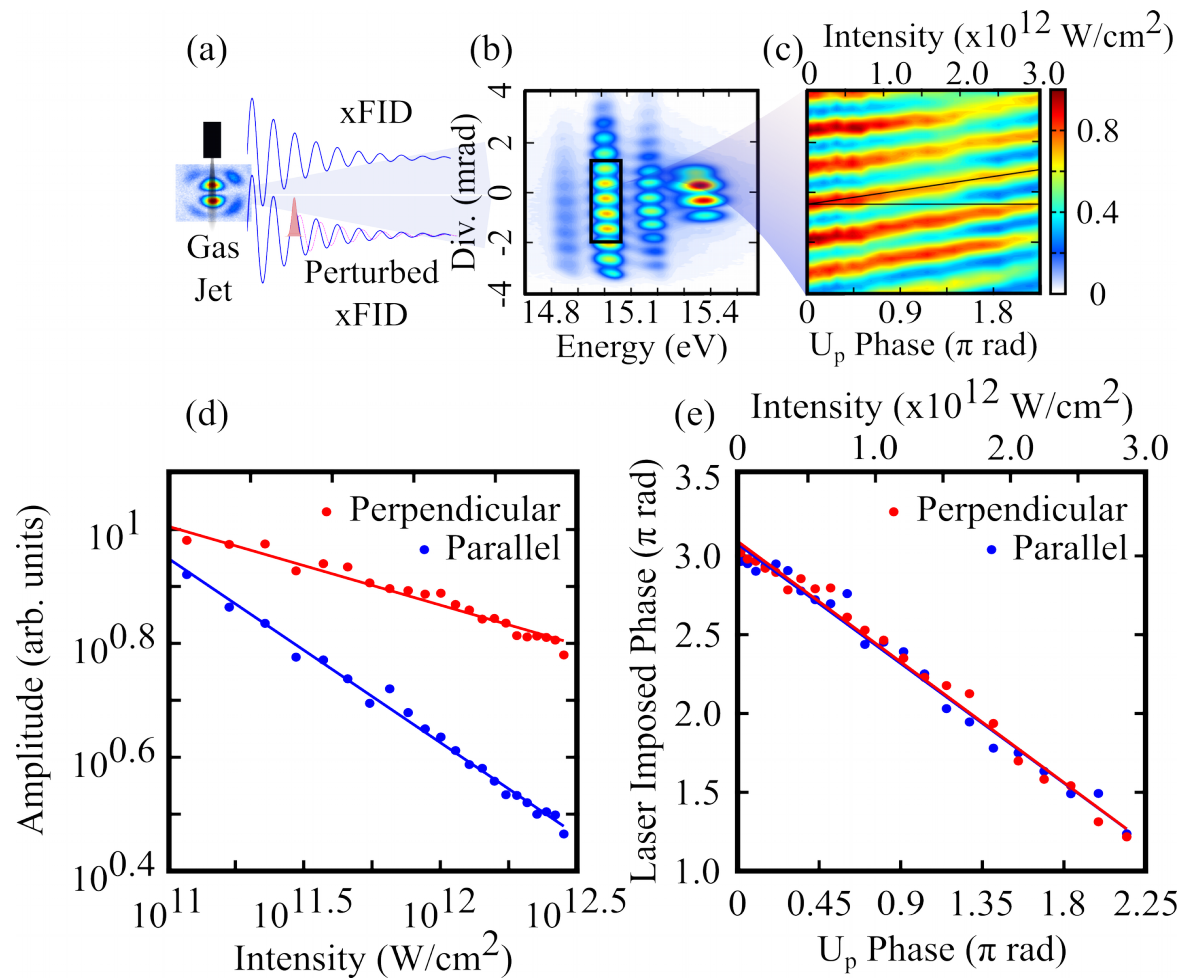 (a)
xFID
Gas
Jet
Perturbed
xFID
(b)
Div. (mrad)
4
2
0
-2
-4
14.8 15.1 15.4
Energy (eV)
(c)
Intensity (x10¹² W/cm²)
0 1.0 2.0 3.0
0.8
0.4
0
0 0.9 1.8
Uₚ Phase (π rad)
(d)
Amplitude (arb. units)
10¹
10⁰·⁸
10⁰·⁶
10⁰·⁴
Perpendicular
Parallel
10¹¹ 10¹¹·⁵ 10¹² 10¹²·⁵
Intensity (W/cm²)
(e)
Intensity (x10¹² W/cm²)
0 1.0 2.0 3.0
Laser Imposed Phase (π rad)
3.5
3.0
2.5
2.0
1.5
1.0
Perpendicular
Parallel
0 0.45 0.9 1.35 1.8 2.25
Uₚ Phase (π rad)